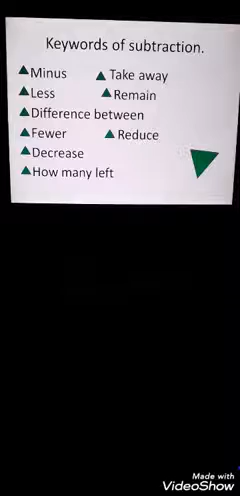 Keywords of subtraction.
Minus Take away
Less Remain
Difference between
Fewer Reduce
Decrease
How many left
Made with
VideoShow